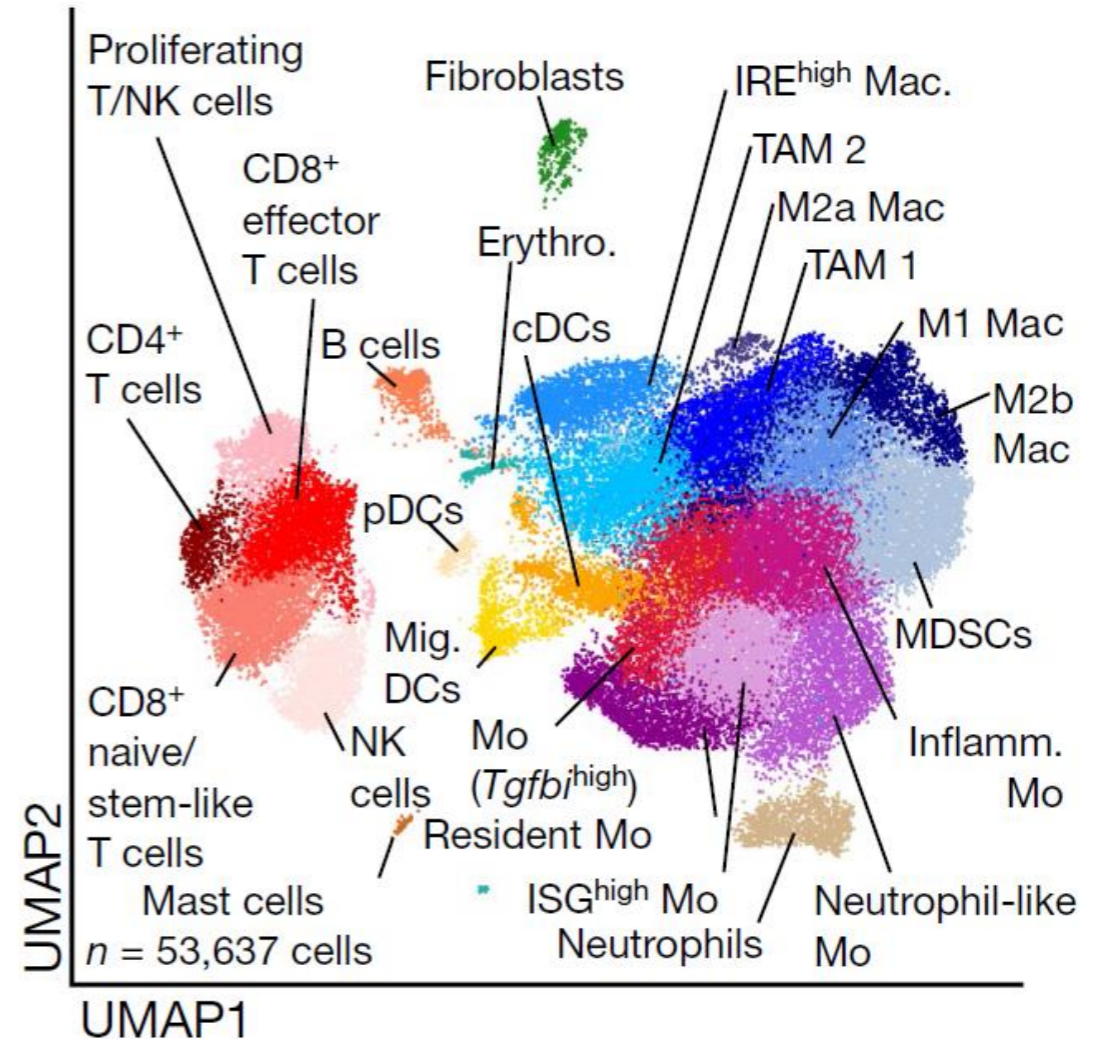 Proliferating
T/NK cells
Fibroblasts
IREhigh Mac.
CD8+
effector
T cells
TAM 2
M2a Mac
Erythro.
TAM 1
CD4+
T cells
B cells
cDCs
M1 Mac
M2b
Mac
pDCs
Mig.
DCs
MDSCs
CD8+
naive/
stem-like
T cells
NK
cells
Mo
(Tgfbihigh)
Inflamm.
Mo
Resident Mo
Mast cells
ISGhigh Mo
Neutrophil-like
Mo
Neutrophils
n = 53,637 cells
UMAP2
UMAP1